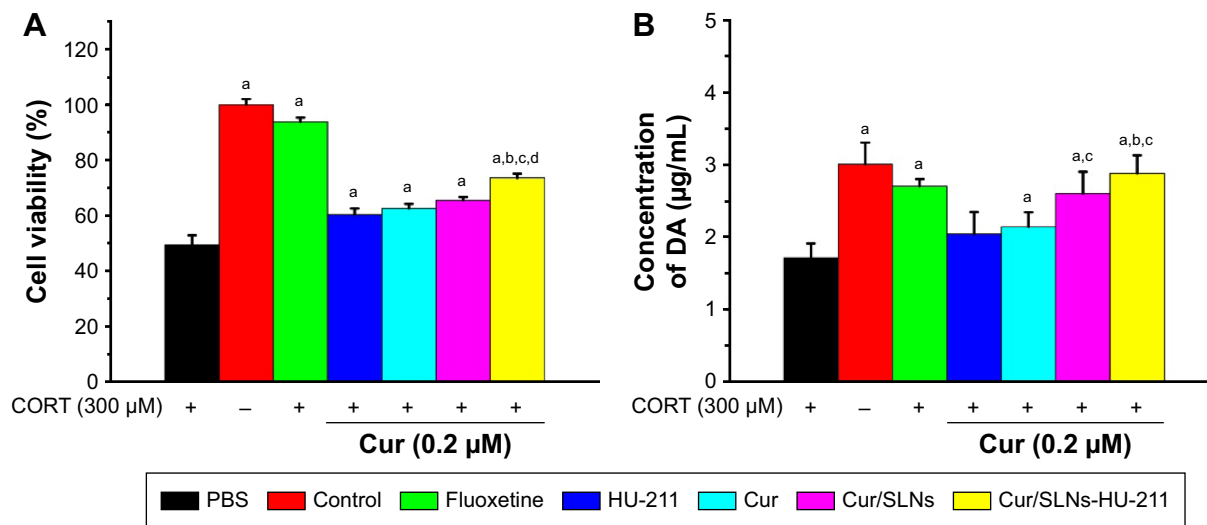 A
Cell viability (%)
120
100
80
60
40
20
0
a
a
a
a
a
a,b,c,d
CORT (300 µM)
+ – + + + + +
Cur (0.2 µM)
B
Concentration
of DA (µg/mL)
5
4
3
2
1
0
a
a
a
a,c
a,b,c
CORT (300 µM)
+ – + + + + +
Cur (0.2 µM)
PBS Control Fluoxetine HU-211 Cur Cur/SLNs Cur/SLNs-HU-211